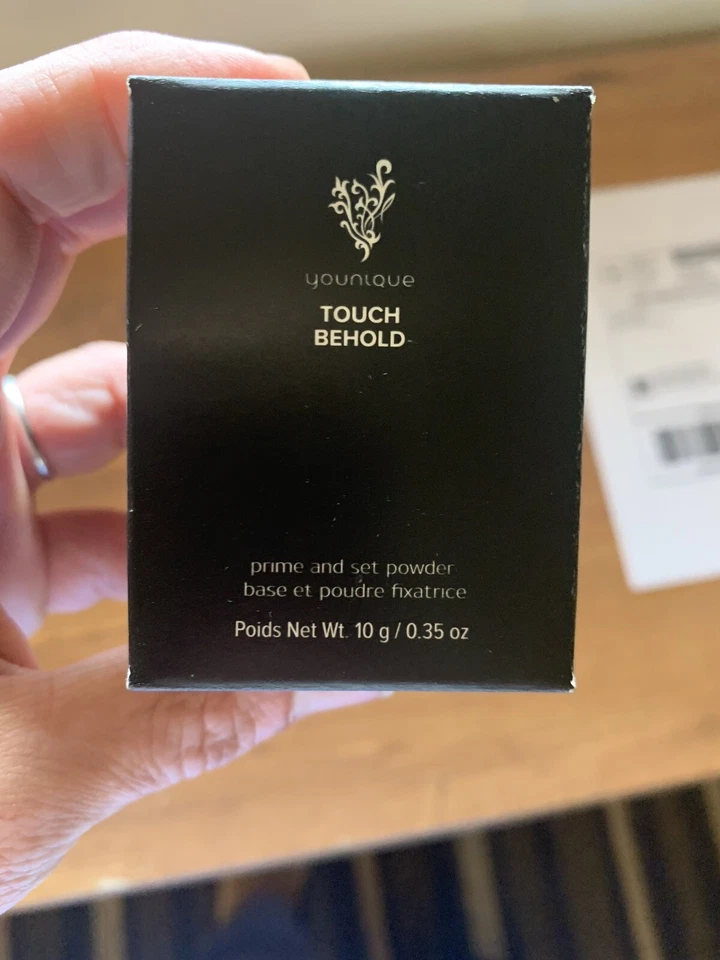 younique
TOUCH
BEHOLD
prime and set powder
base et poudre fixatrice
Poids Net Wt. 10 g / 0.35 oz